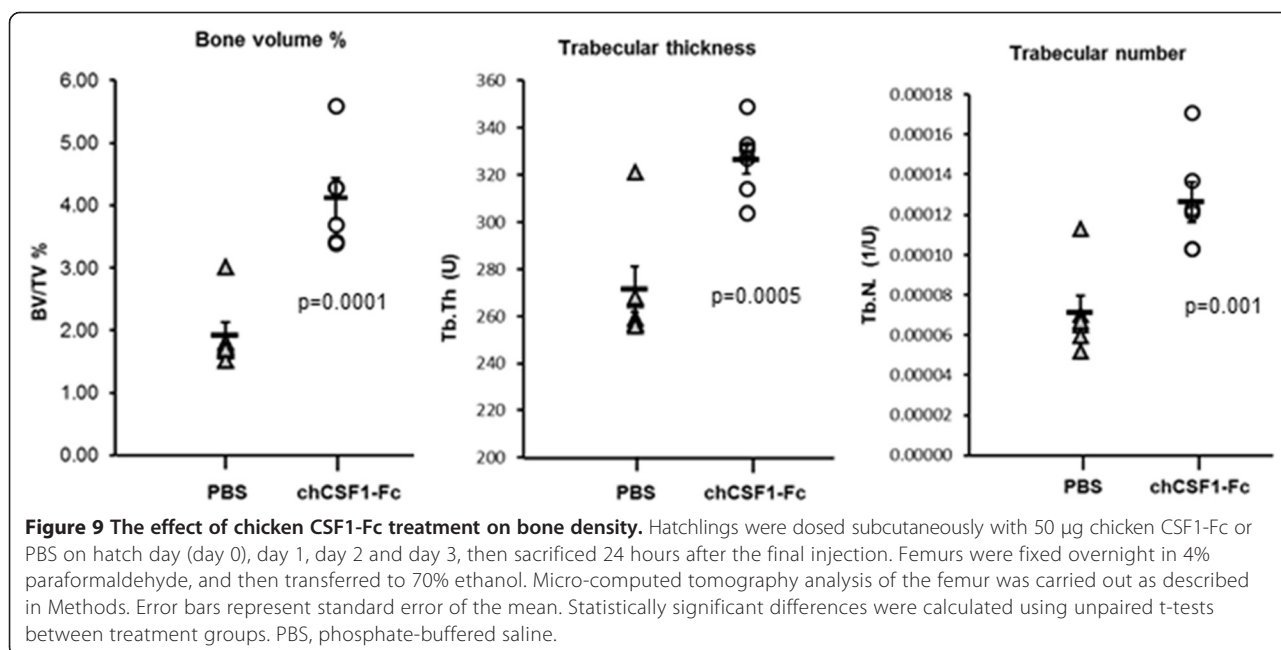 Bone volume %
6.00
5.00
4.00
3.00
2.00
1.00
0.00
BV/TV %
p=0.0001
PBS chCSF1-Fc
Trabecular thickness
360
340
320
300
280
260
240
220
200
Tb.Th (U)
p=0.0005
PBS chCSF1-Fc
Trabecular number
0.00018
0.00016
0.00014
0.00012
0.00010
0.00008
0.00006
0.00004
0.00002
0.00000
Tb.N. (1/U)
p=0.001
PBS chCSF1-Fc
Figure 9 The effect of chicken CSF1-Fc treatment on bone density. Hatchlings were dosed subcutaneously with 50 μg chicken CSF1-Fc or
PBS on hatch day (day 0), day 1, day 2 and day 3, then sacrificed 24 hours after the final injection. Femurs were fixed overnight in 4%
paraformaldehyde, and then transferred to 70% ethanol. Micro-computed tomography analysis of the femur was carried out as described
in Methods. Error bars represent standard error of the mean. Statistically significant differences were calculated using unpaired t-tests
between treatment groups. PBS, phosphate-buffered saline.